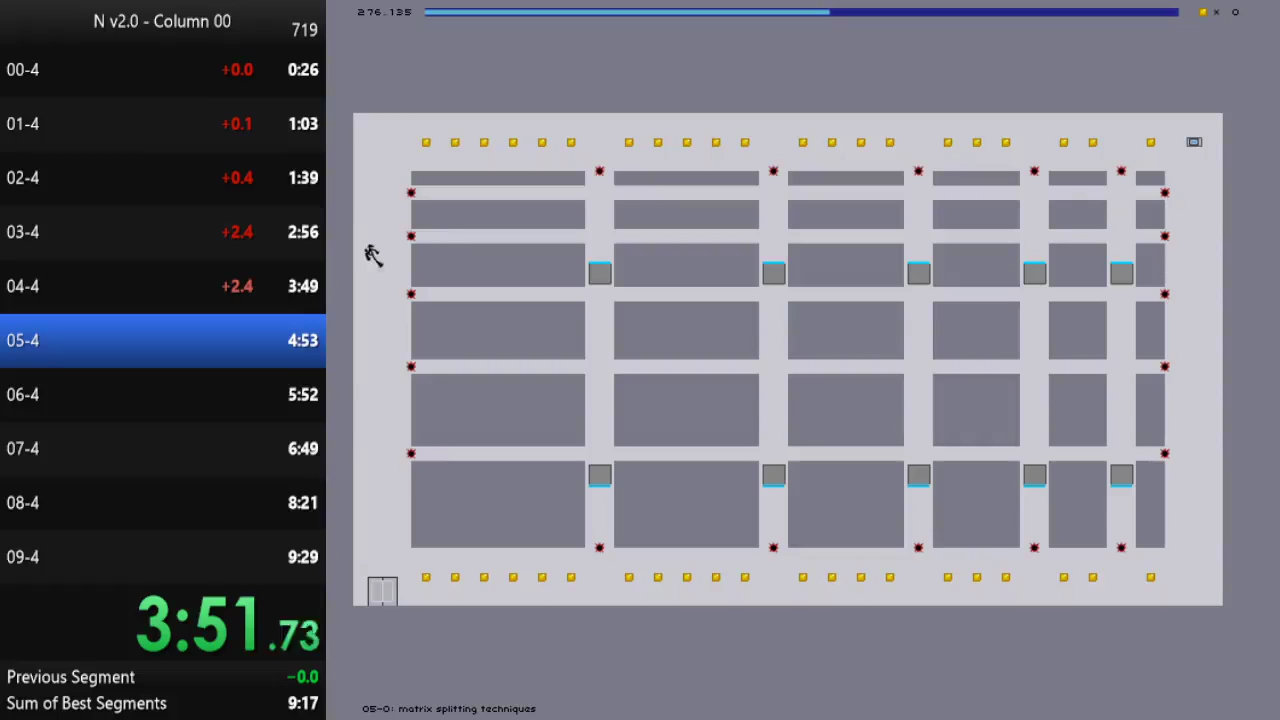 N v2.0 - Column 00
719
00-4 +0.0 0:26
01-4 +0.1 1:03
02-4 +0.4 1:39
03-4 +2.4 2:56
04-4 +2.4 3:49
05-4 4:53
06-4 5:52
07-4 6:49
08-4 8:21
09-4 9:29
3:51.73
Previous Segment −0.0
Sum of Best Segments 9:17
276.135
× 0
05-0: matrix splitting techniques